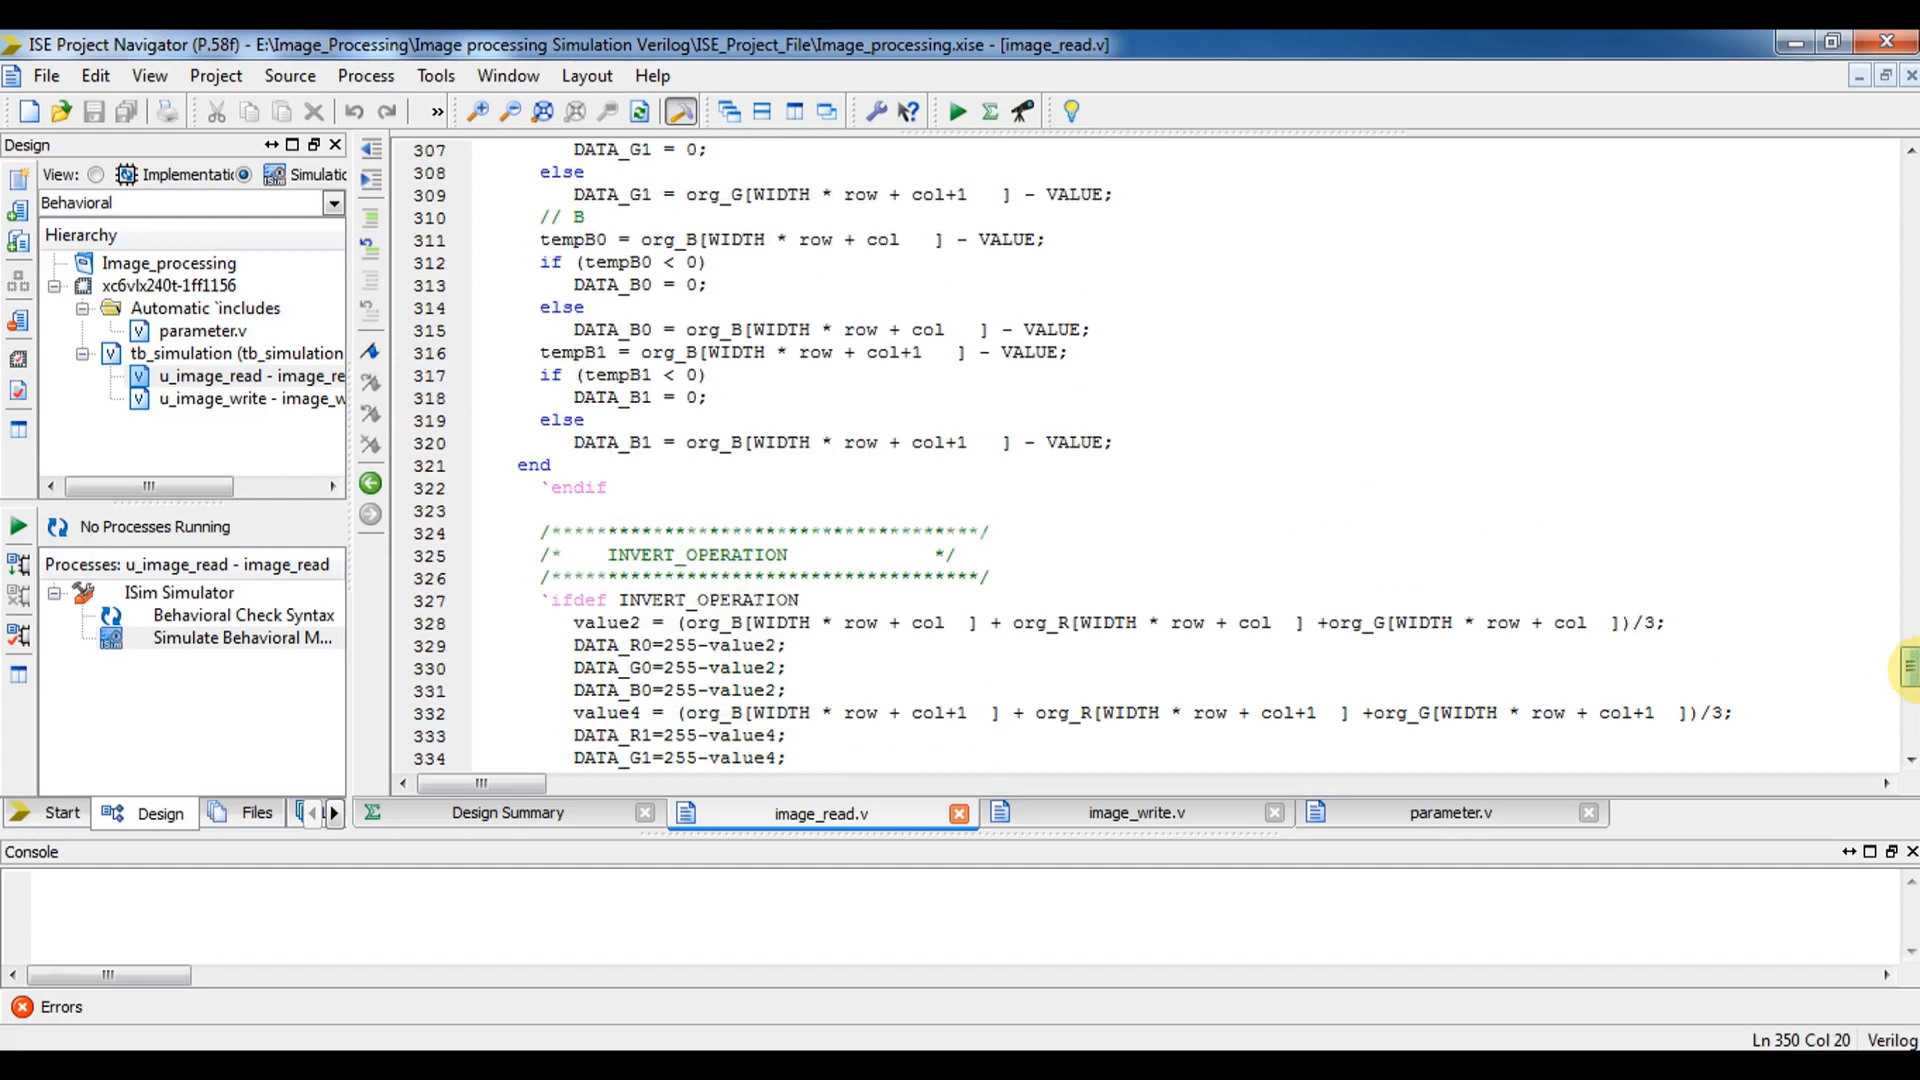 ISE Project Navigator (P.58f) - E:\Image_Processing\Image processing Simulation Verilog\ISE_Project_File\Image_processing.xise - [image_read.v]
File Edit View Project Source Process Tools Window Layout Help
»
Design
View: Implementatic Simulatic
Behavioral
Hierarchy
Image_processing
xc6vlx240t-1ff1156
Automatic `includes
parameter.v
tb_simulation (tb_simulation
u_image_read - image_re
u_image_write - image_w
No Processes Running
Processes: u_image_read - image_read
ISim Simulator
Behavioral Check Syntax
Simulate Behavioral M...
Start Design Files
307 DATA_G1 = 0;
308 else
309 DATA_G1 = org_G[WIDTH * row + col+1   ] - VALUE;
310 // B
311 tempB0 = org_B[WIDTH * row + col   ] - VALUE;
312 if (tempB0 < 0)
313 DATA_B0 = 0;
314 else
315 DATA_B0 = org_B[WIDTH * row + col   ] - VALUE;
316 tempB1 = org_B[WIDTH * row + col+1   ] - VALUE;
317 if (tempB1 < 0)
318 DATA_B1 = 0;
319 else
320 DATA_B1 = org_B[WIDTH * row + col+1   ] - VALUE;
321 end
322 `endif
323
324 /**************************************/
325 /*    INVERT_OPERATION             */
326 /**************************************/
327 `ifdef INVERT_OPERATION
328 value2 = (org_B[WIDTH * row + col  ] + org_R[WIDTH * row + col  ] +org_G[WIDTH * row + col  ])/3;
329 DATA_R0=255-value2;
330 DATA_G0=255-value2;
331 DATA_B0=255-value2;
332 value4 = (org_B[WIDTH * row + col+1  ] + org_R[WIDTH * row + col+1  ] +org_G[WIDTH * row + col+1  ])/3;
333 DATA_R1=255-value4;
334 DATA_G1=255-value4;
Design Summary image_read.v image_write.v parameter.v
Console
Errors
Ln 350 Col 20 Verilog